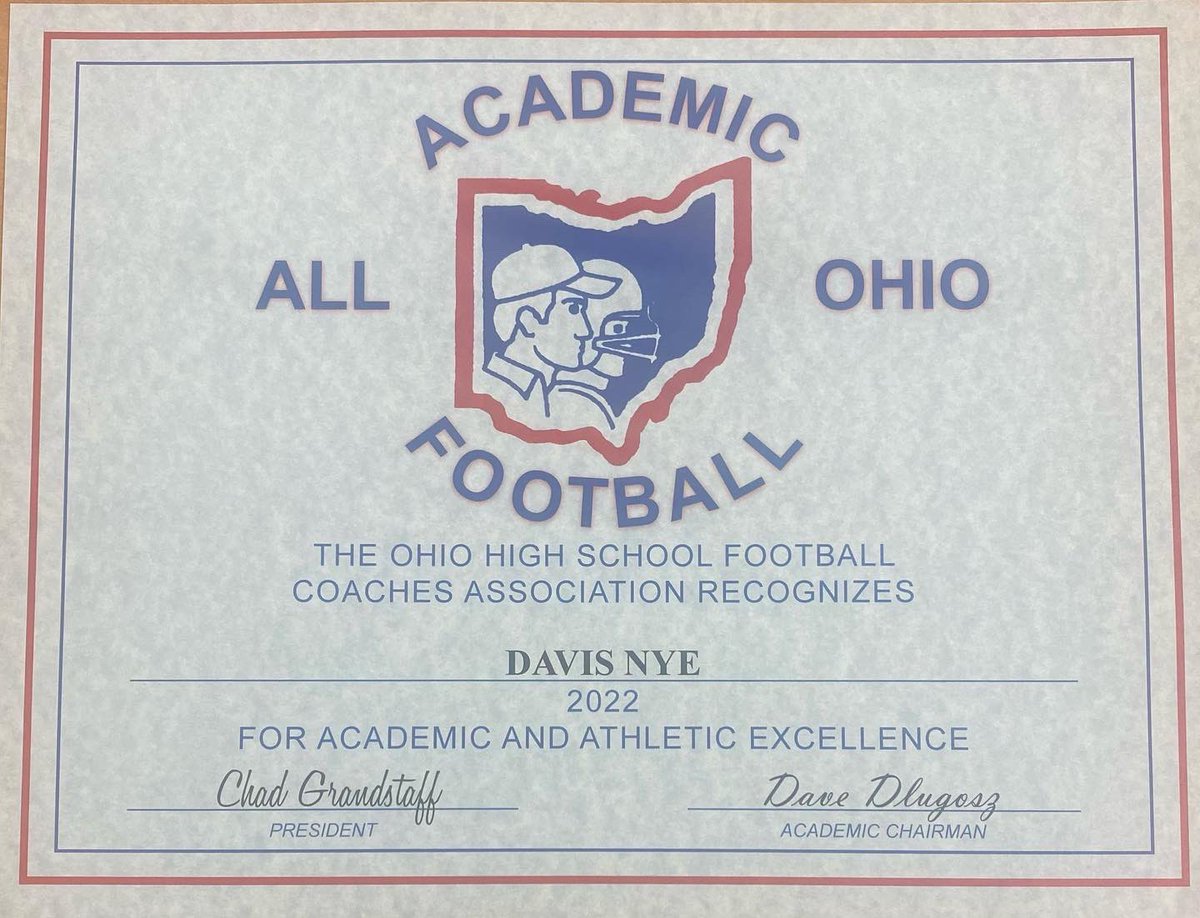 ACADEMIC
ALL OHIO
FOOTBALL
THE OHIO HIGH SCHOOL FOOTBALL
COACHES ASSOCIATION RECOGNIZES
DAVIS NYE
2022
FOR ACADEMIC AND ATHLETIC EXCELLENCE
Chad Grandstaff Dave Dlugosz
PRESIDENT ACADEMIC CHAIRMAN